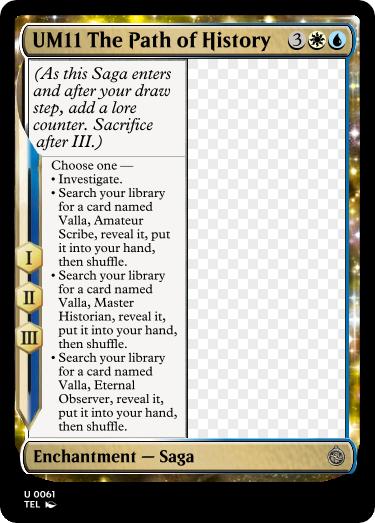 UM11 The Path of History 3
(As this Saga enters
and after your draw
step, add a lore
counter. Sacrifice
after III.)
Choose one —
• Investigate.
• Search your library
for a card named
Valla, Amateur
Scribe, reveal it, put
it into your hand,
then shuffle.
• Search your library
for a card named
Valla, Master
Historian, reveal it,
put it into your hand,
then shuffle.
• Search your library
for a card named
Valla, Eternal
Observer, reveal it,
put it into your hand,
then shuffle.
I
II
III
Enchantment — Saga
U 0061
TEL